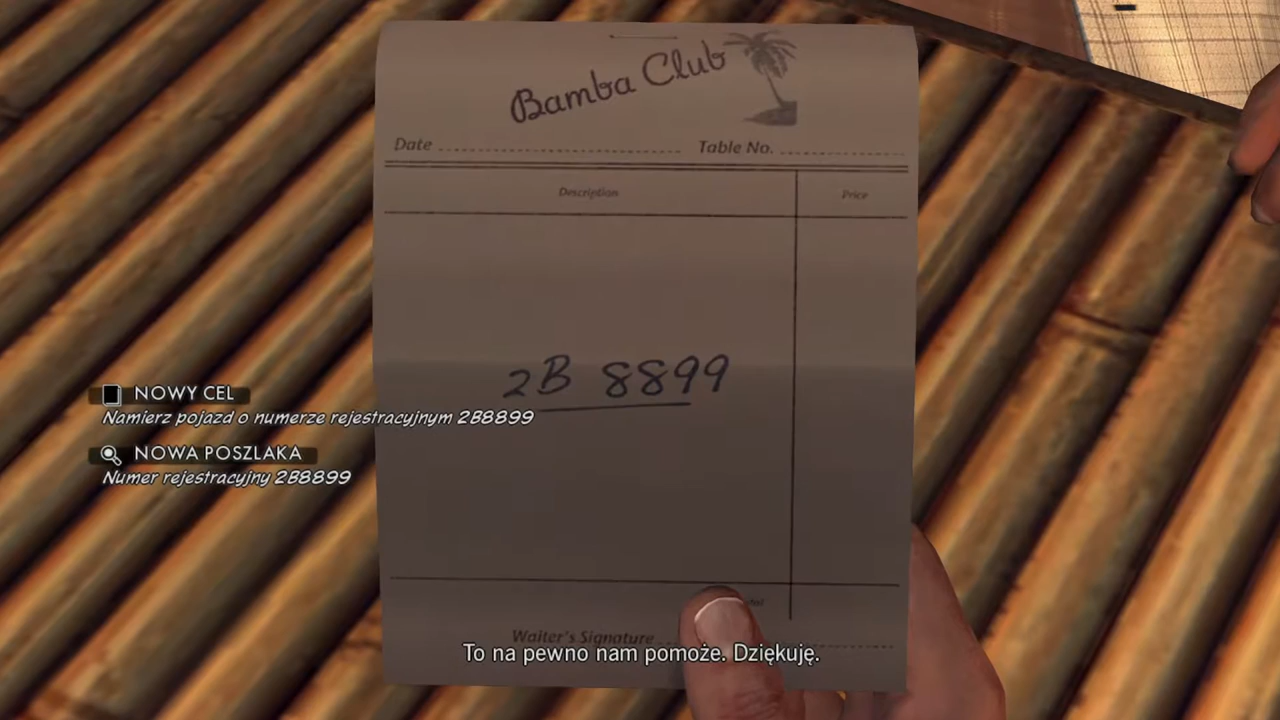 Bamba Club
Date
Table No.
Description
Price
2B 8899
NOWY CEL
Namierz pojazd o numerze rejestracyjnym 2B8899
NOWA POSZLAKA
Numer rejestracyjny 2B8899
Waiter's Signature
To na pewno nam pomoże. Dziękuję.